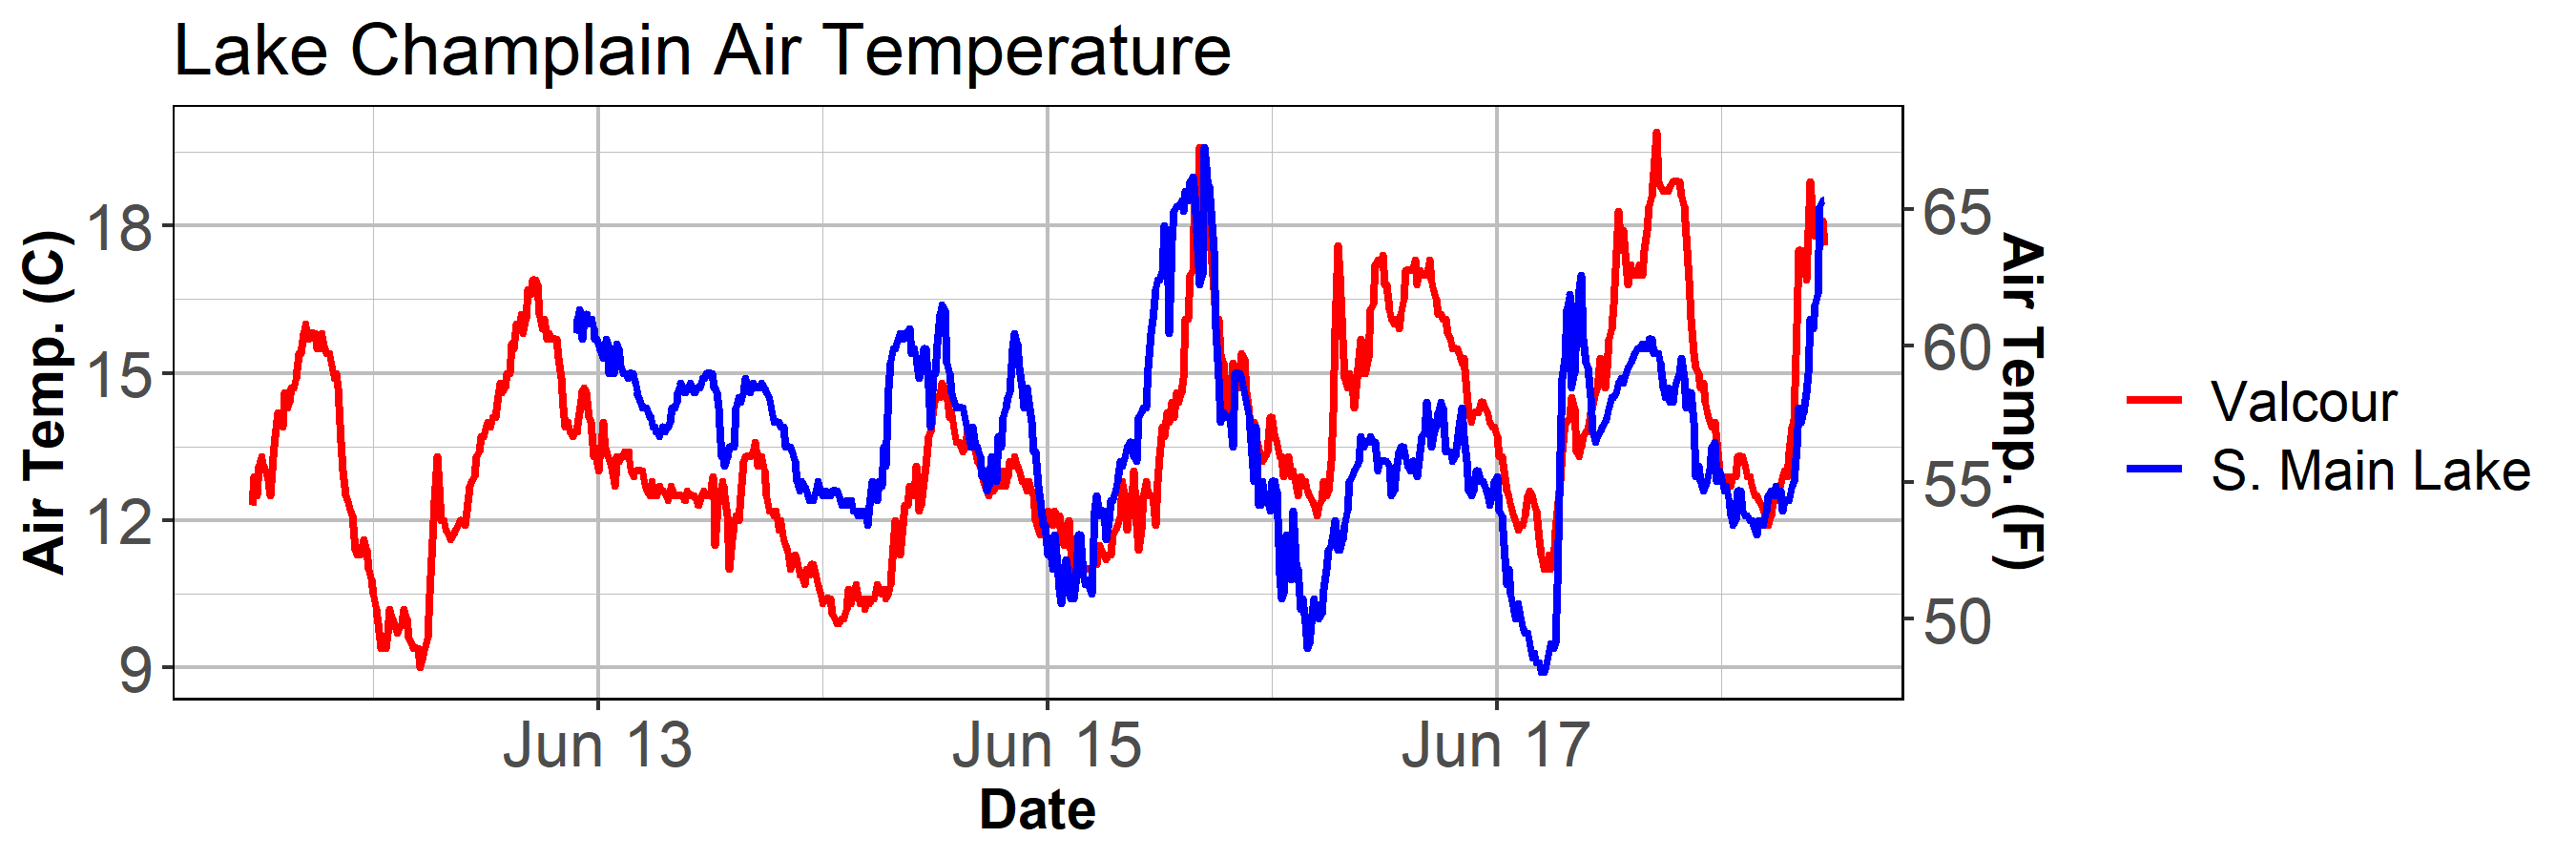 Lake Champlain Air Temperature
Air Temp. (C)
18
15
12
9
65
60
55
50
Air Temp. (F)
Jun 13
Jun 15
Jun 17
Date
Valcour
S. Main Lake